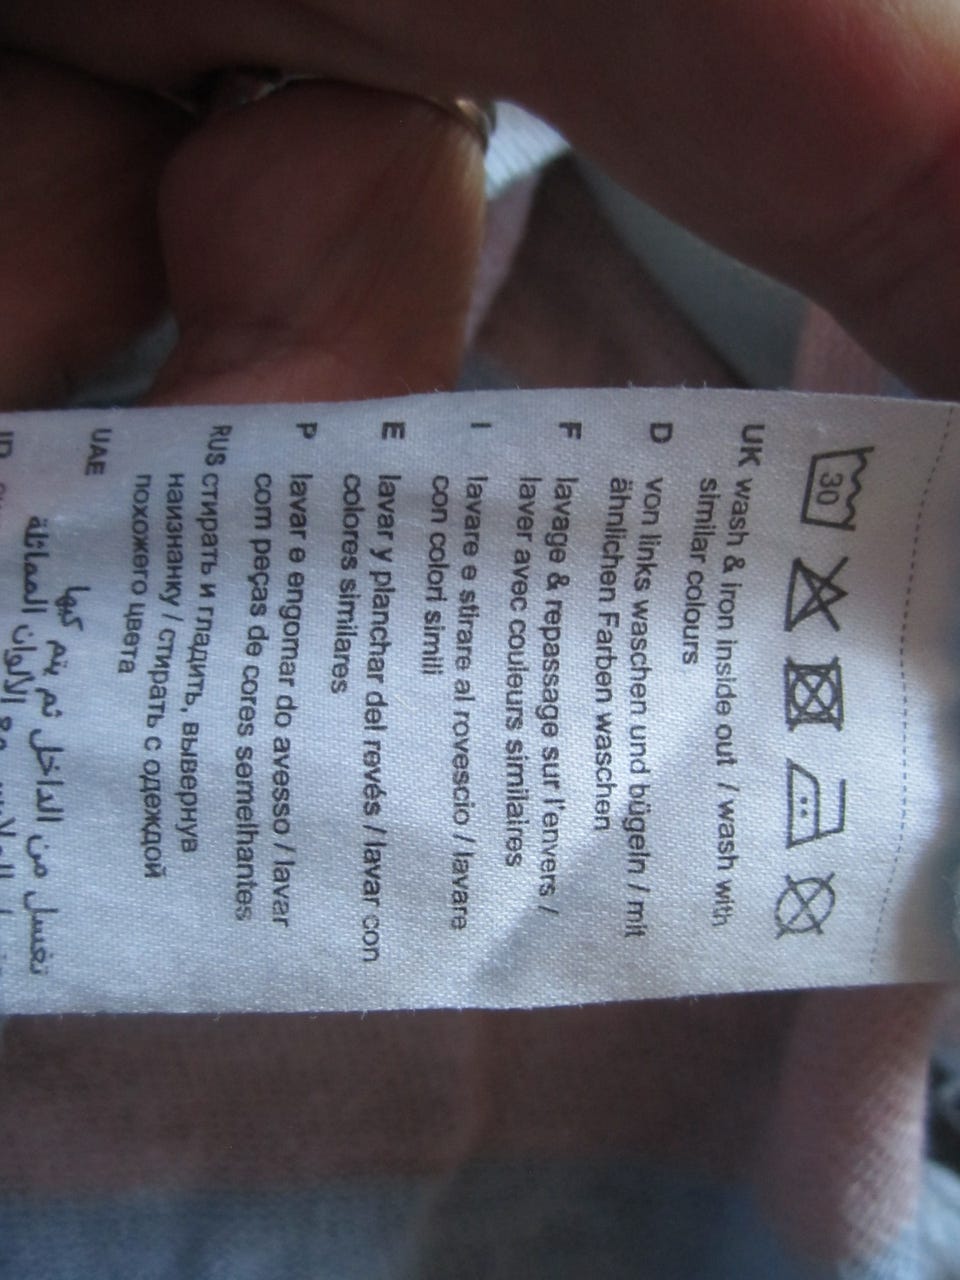 30
UK wash & iron inside out / wash with
similar colours
D von links waschen und bügeln / mit
ähnlichen Farben waschen
F lavage & repassage sur l'envers /
laver avec couleurs similaires
I lavare e stirare al rovescio / lavare
con colori simili
E lavar y planchar del revés / lavar con
colores similares
P lavar e engomar do avesso / lavar
com peças de cores semelhantes
RUS стирать и гладить, вывернув
наизнанку / стирать с одеждой
похожего цвета
UAE تغسل من الداخل ثم يتم كيها